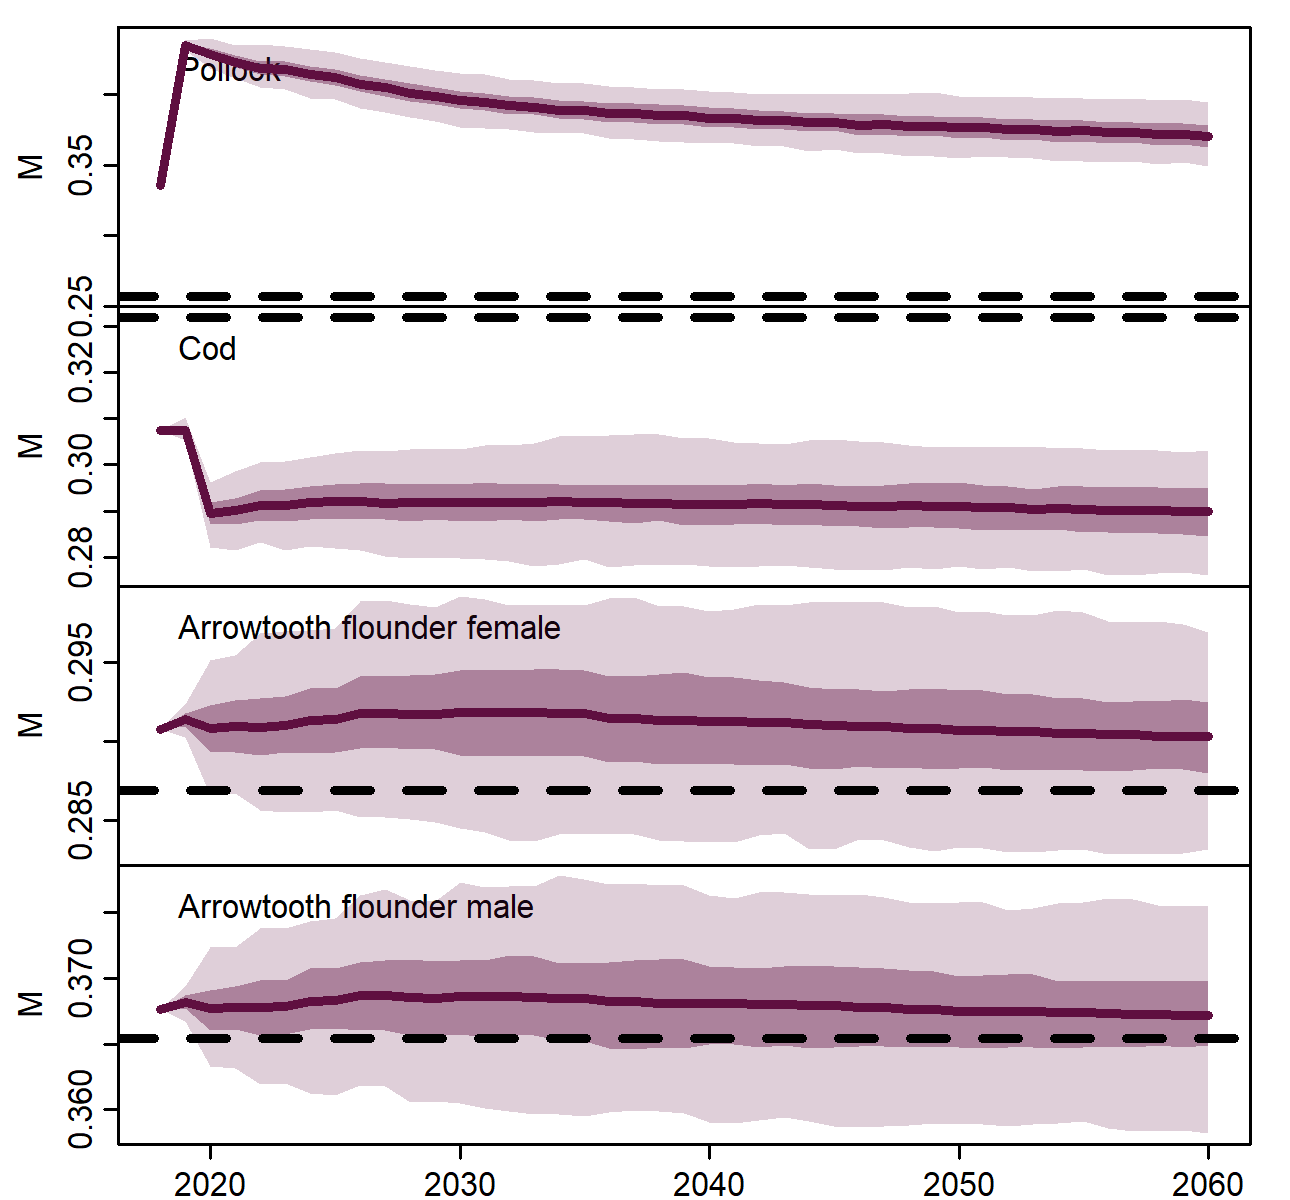 Pollock
M
0.35
0.25
Cod
M
0.32
0.30
0.28
Arrowtooth flounder female
M
0.295
0.285
Arrowtooth flounder male
M
0.370
0.360
2020 2030 2040 2050 2060